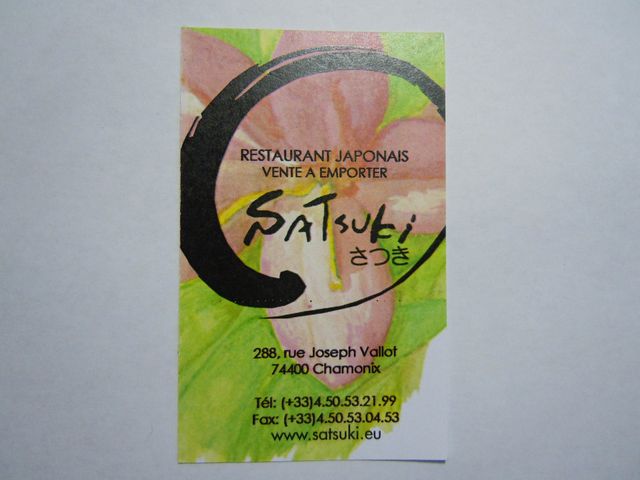 RESTAURANT JAPONAIS
VENTE A EMPORTER
SATSUKi
さつき
288, rue Joseph Vallot
74400 Chamonix
Tél: (+33)4.50.53.21.99
Fax: (+33)4.50.53.04.53
www.satsuki.eu